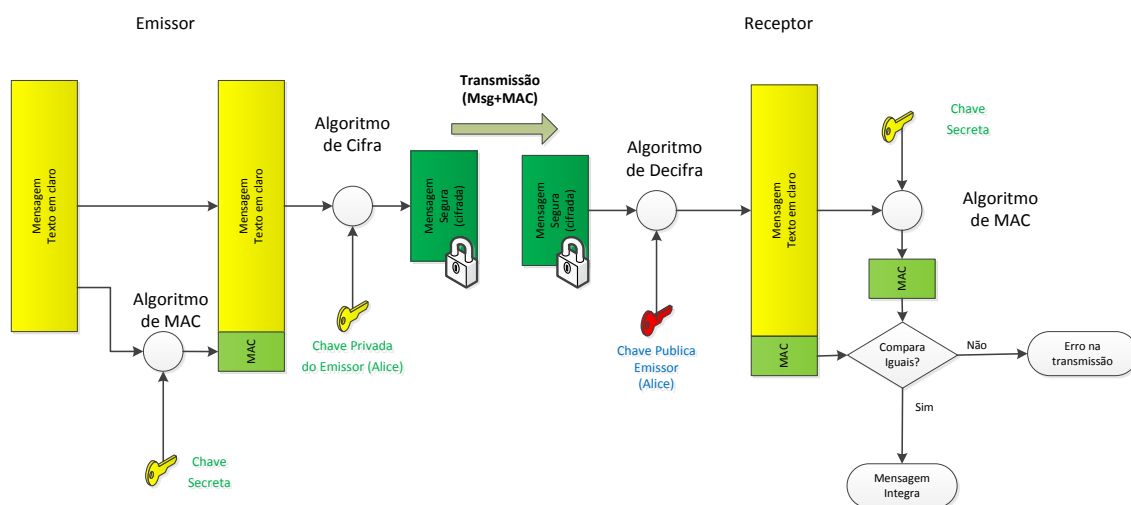 Emissor
Receptor
Mensagem
Texto em claro
Mensagem
Texto em claro
MAC
Algoritmo
de MAC
Chave
Secreta
Algoritmo
de Cifra
Chave Privada
do Emissor (Alice)
Mensagem
Segura
(cifrada)
Transmissão
(Msg+MAC)
Mensagem
Segura
(cifrada)
Algoritmo
de Decifra
Chave Publica
Emissor
(Alice)
Mensagem
Texto em claro
MAC
Chave
Secreta
Algoritmo
de MAC
MAC
Compara
Iguais?
Não
Erro na
transmissão
Sim
Mensagem
Integra